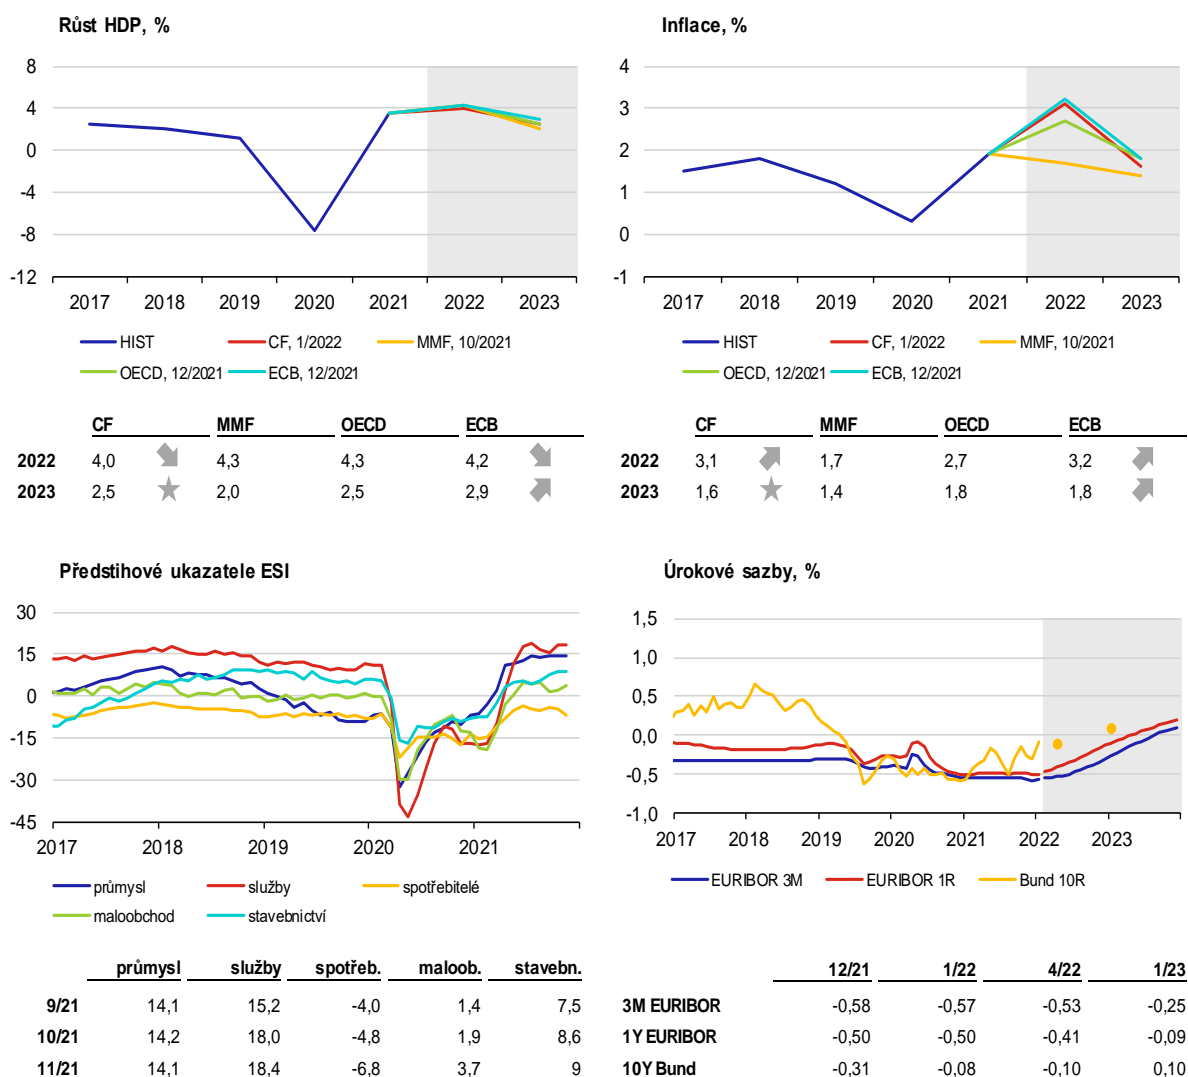 Růst HDP, %
8
4
0
-4
-8
-12
2017 2018 2019 2020 2021 2022 2023
HIST CF, 1/2022 MMF, 10/2021
OECD, 12/2021 ECB, 12/2021
CF MMF OECD ECB
2022 4,0 4,3 4,3 4,2
2023 2,5 2,0 2,5 2,9
Inflace, %
4
3
2
1
0
-1
2017 2018 2019 2020 2021 2022 2023
HIST CF, 1/2022 MMF, 10/2021
OECD, 12/2021 ECB, 12/2021
CF MMF OECD ECB
2022 3,1 1,7 2,7 3,2
2023 1,6 1,4 1,8 1,8
Předstihové ukazatele ESI
30
15
0
-15
-30
-45
2017 2018 2019 2020 2021
průmysl služby spotřebitelé
maloobchod stavebnictví
průmysl služby spotřeb. maloob. stavebn.
9/21 14,1 15,2 -4,0 1,4 7,5
10/21 14,2 18,0 -4,8 1,9 8,6
11/21 14,1 18,4 -6,8 3,7 9
Úrokové sazby, %
1,5
1,0
0,5
0,0
-0,5
-1,0
2017 2018 2019 2020 2021 2022 2023
EURIBOR 3M EURIBOR 1R Bund 10R
12/21 1/22 4/22 1/23
3M EURIBOR -0,58 -0,57 -0,53 -0,25
1Y EURIBOR -0,50 -0,50 -0,41 -0,09
10Y Bund -0,31 -0,08 -0,10 0,10